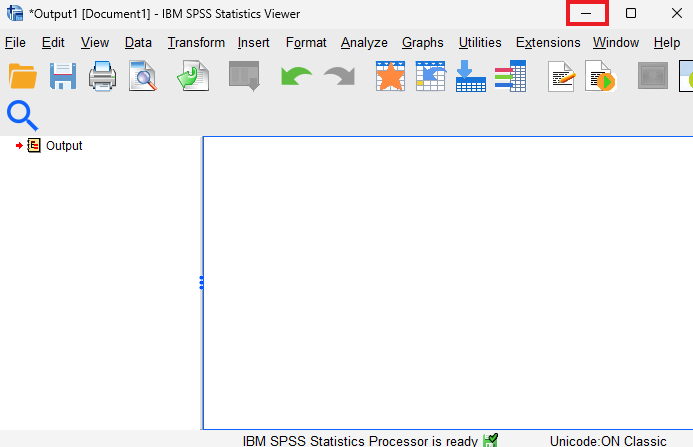 *Output1 [Document1] - IBM SPSS Statistics Viewer
File Edit View Data Transform Insert Format Analyze Graphs Utilities Extensions Window Help
Output
IBM SPSS Statistics Processor is ready Unicode:ON Classic